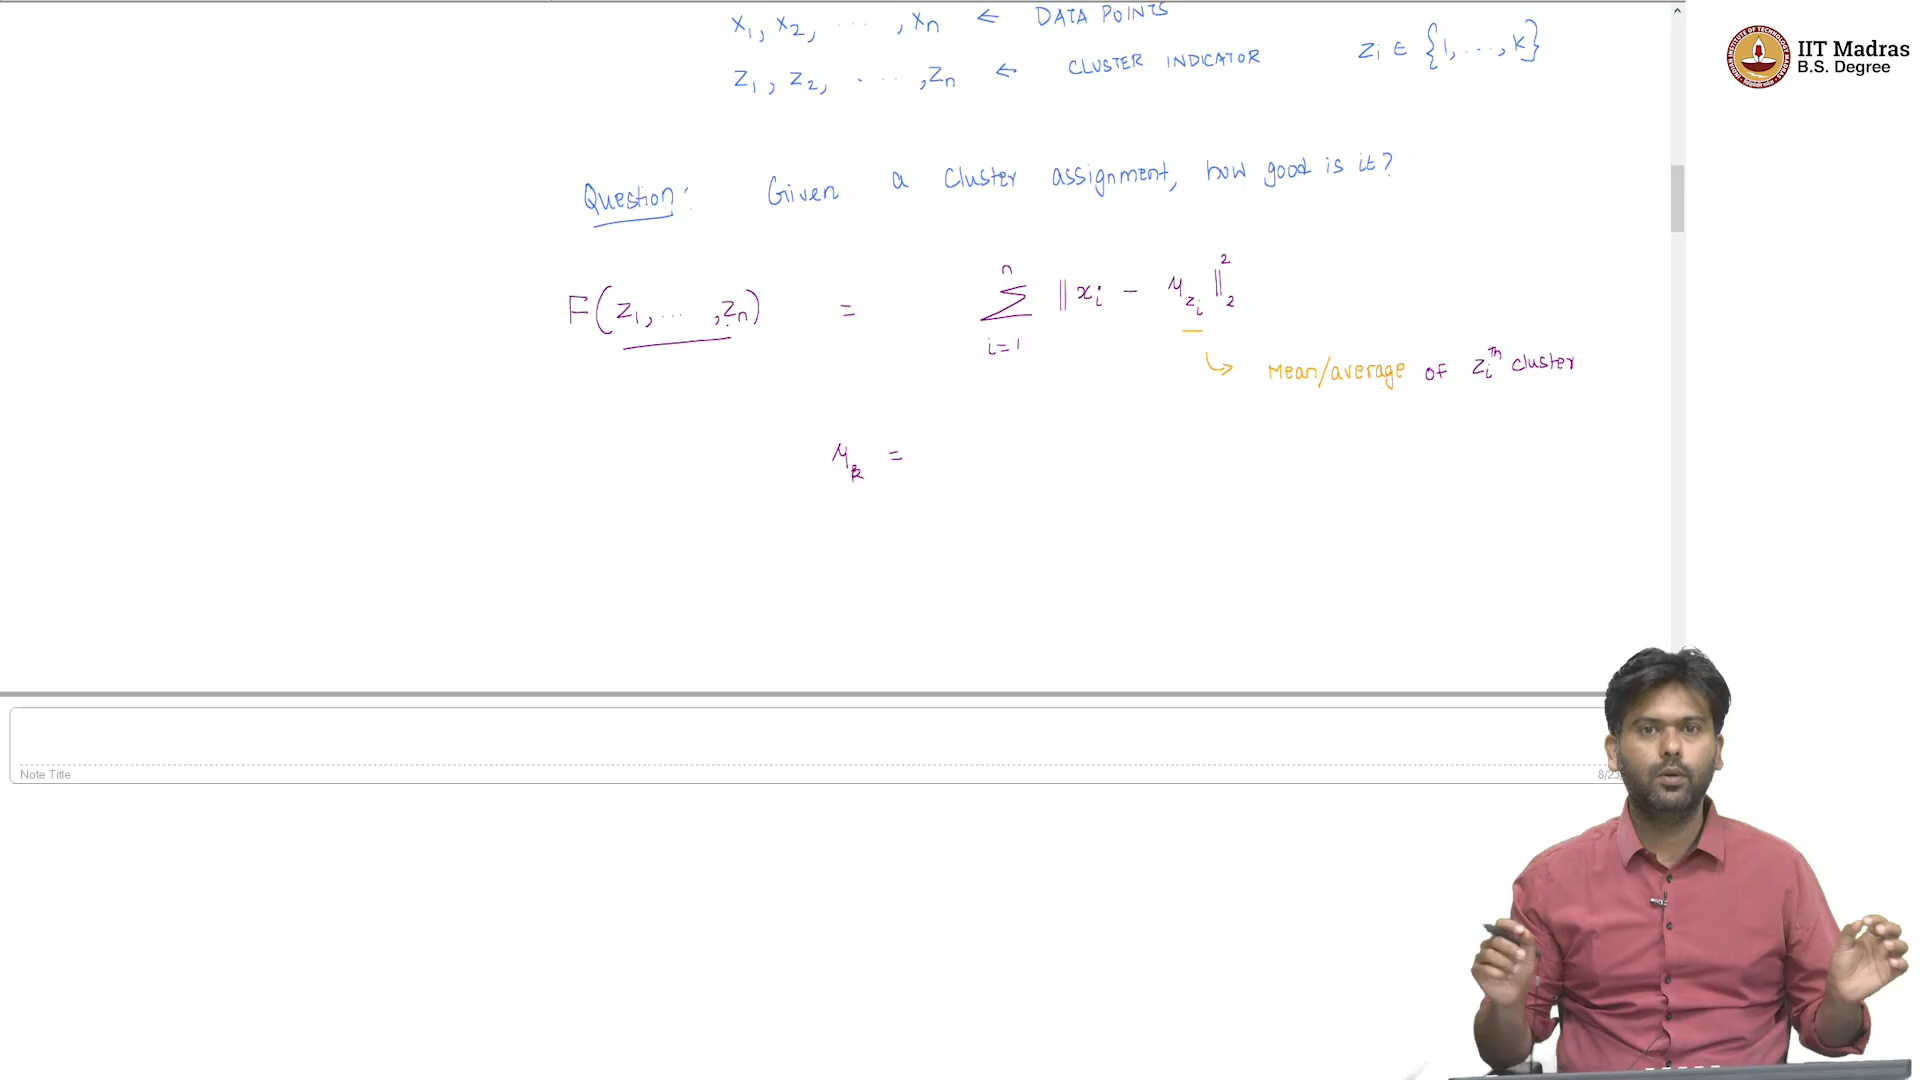 x₁, x₂, ..... , xₙ ← DATA POINTS
z₁, z₂, ..... , zₙ ← CLUSTER INDICATOR zᵢ ∈ {1, ..., k}
IIT Madras
B.S. Degree
Question: Given a cluster assignment, how good is it?
F(z₁, ... , zₙ) = Σᵢ₌₁ⁿ ‖xᵢ - μ_zᵢ‖₂²
↳ Mean/average of zᵢᵗʰ cluster
μₖ =
Note Title